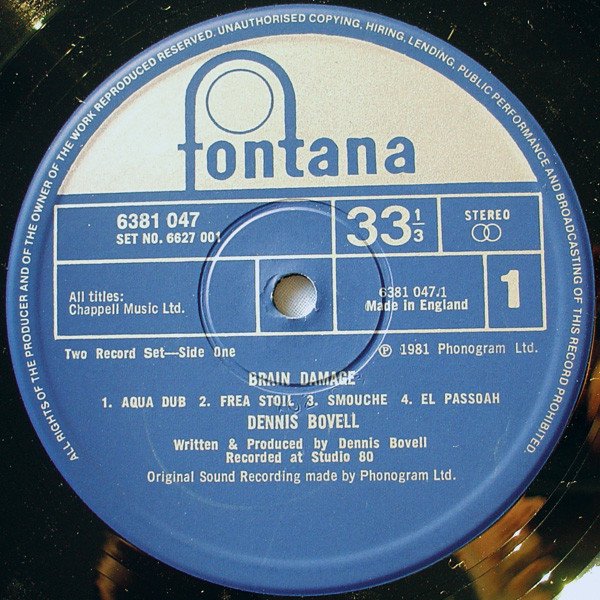 ALL RIGHTS OF THE PRODUCER AND OF THE OWNER OF THE WORK REPRODUCED RESERVED. UNAUTHORISED COPYING, HIRING, LENDING, PUBLIC PERFORMANCE AND BROADCASTING OF THIS RECORD PROHIBITED
fontana
6381 047
SET NO. 6627 001
33 1/3
STEREO
All titles:
Chappell Music Ltd.
6381 047.1
Made in England
1
Two Record Set—Side One
℗ 1981 Phonogram Ltd.
BRAIN DAMAGE
1. AQUA DUB 2. FREA STOIL 3. SMOUCHE 4. EL PASSOAH
DENNIS BOVELL
Written & Produced by Dennis Bovell
Recorded at Studio 80
Original Sound Recording made by Phonogram Ltd.